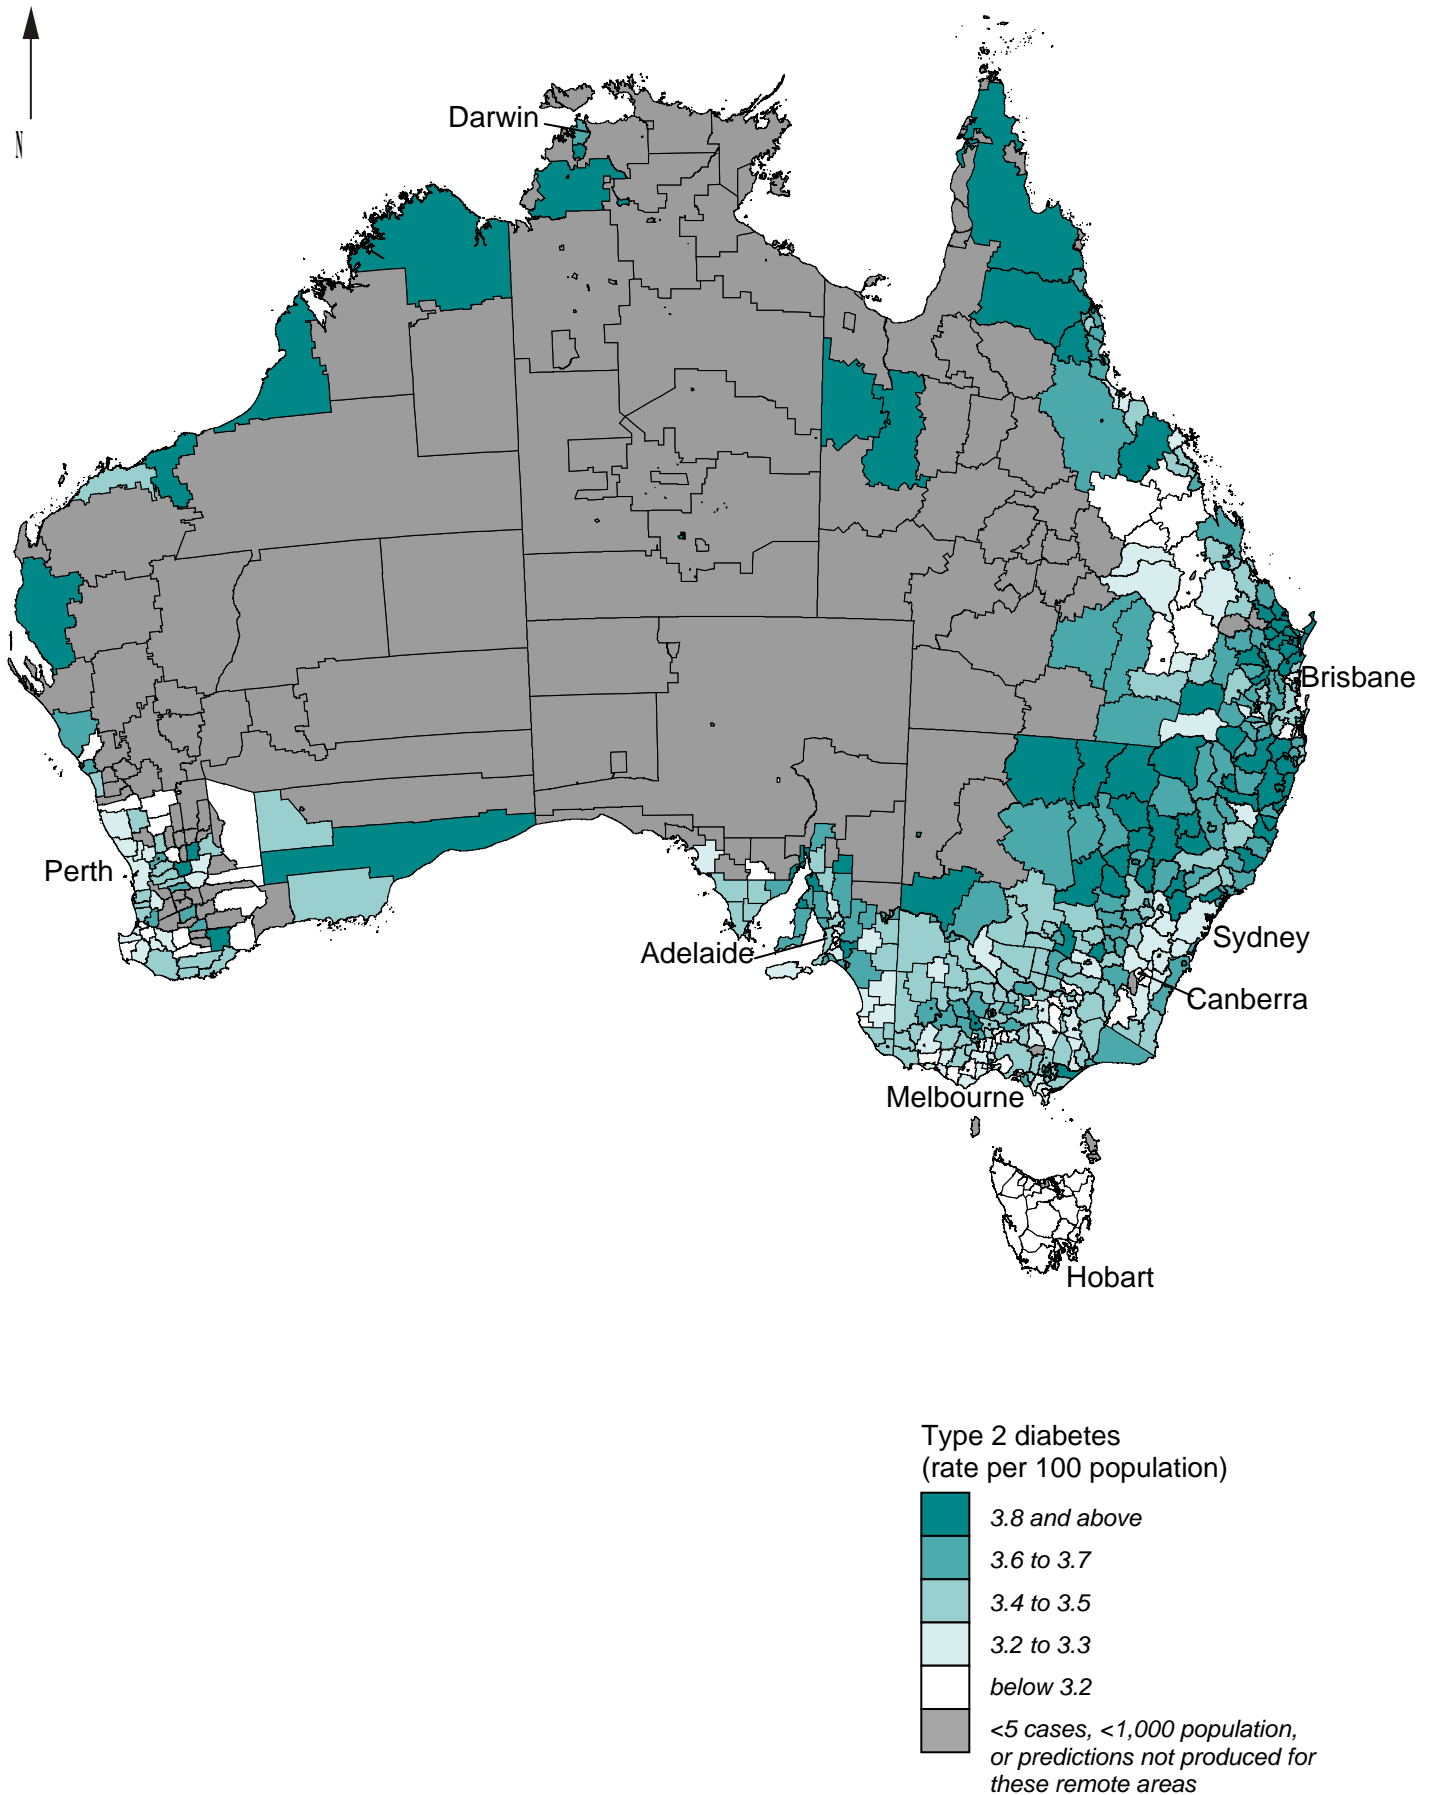 N
Darwin
Brisbane
Perth
Sydney
Adelaide
Canberra
Melbourne
Hobart
Type 2 diabetes
(rate per 100 population)
3.8 and above
3.6 to 3.7
3.4 to 3.5
3.2 to 3.3
below 3.2
<5 cases, <1,000 population,
or predictions not produced for
these remote areas